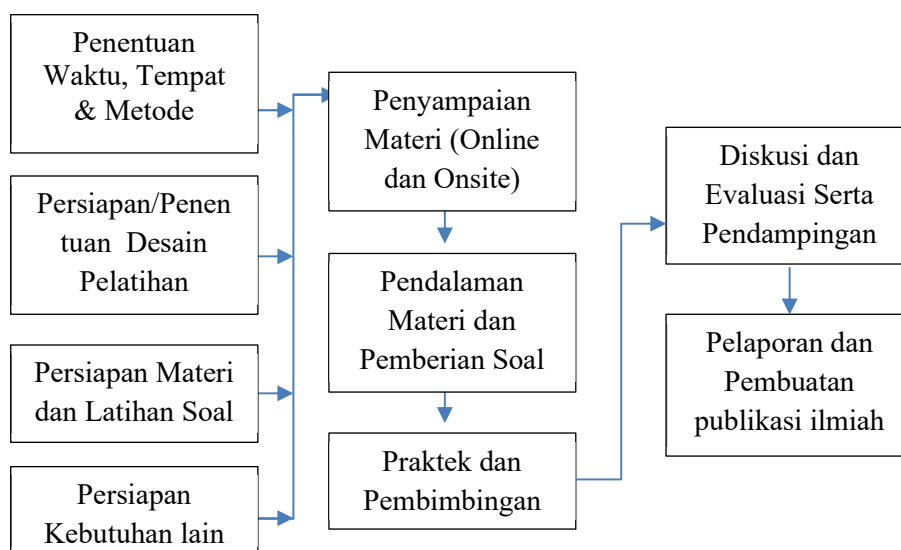 Penentuan
Waktu, Tempat
& Metode
Persiapan/Penen
tuan Desain
Pelatihan
Persiapan Materi
dan Latihan Soal
Persiapan
Kebutuhan lain
Penyampaian
Materi (Online
dan Onsite)
Pendalaman
Materi dan
Pemberian Soal
Praktek dan
Pembimbingan
Diskusi dan
Evaluasi Serta
Pendampingan
Pelaporan dan
Pembuatan
publikasi ilmiah